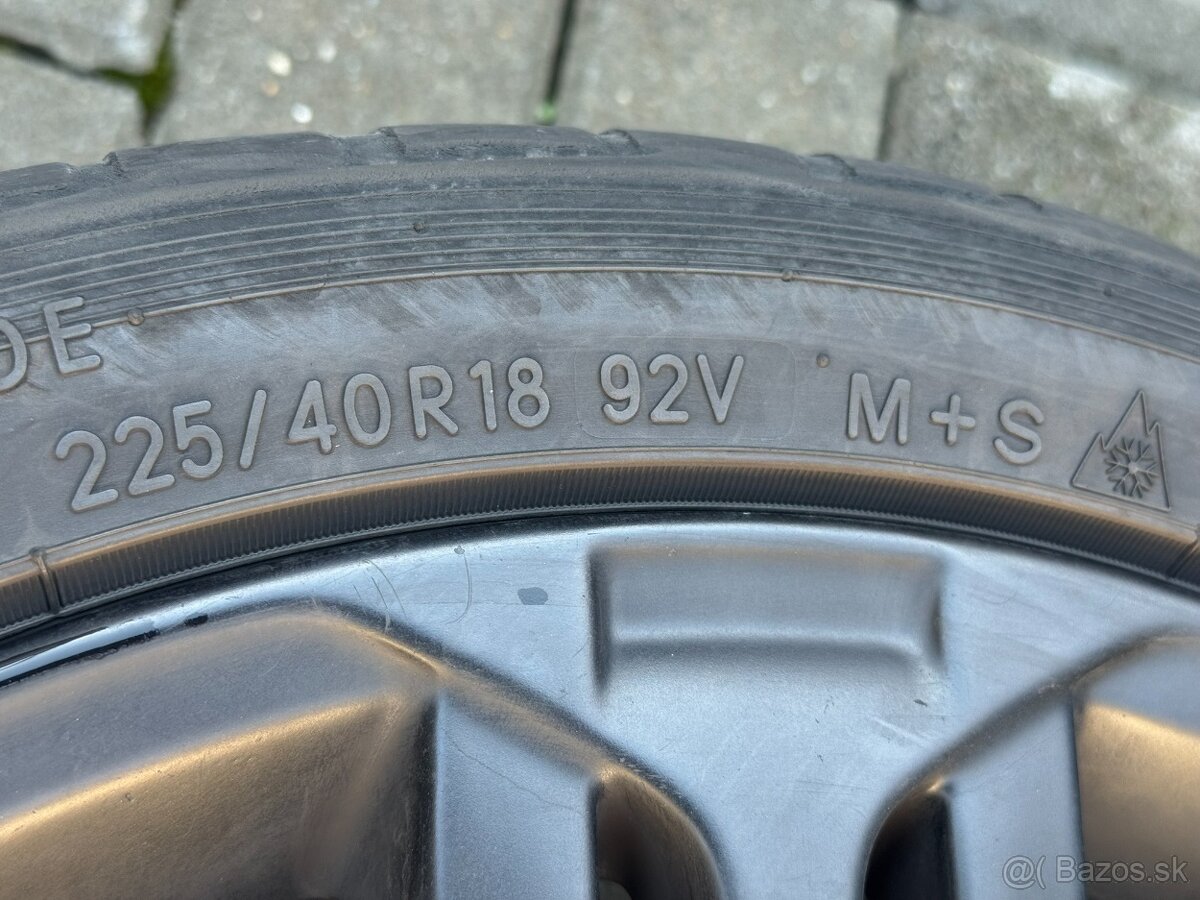 DE
225/40R18 92V M+S
@( Bazos.sk